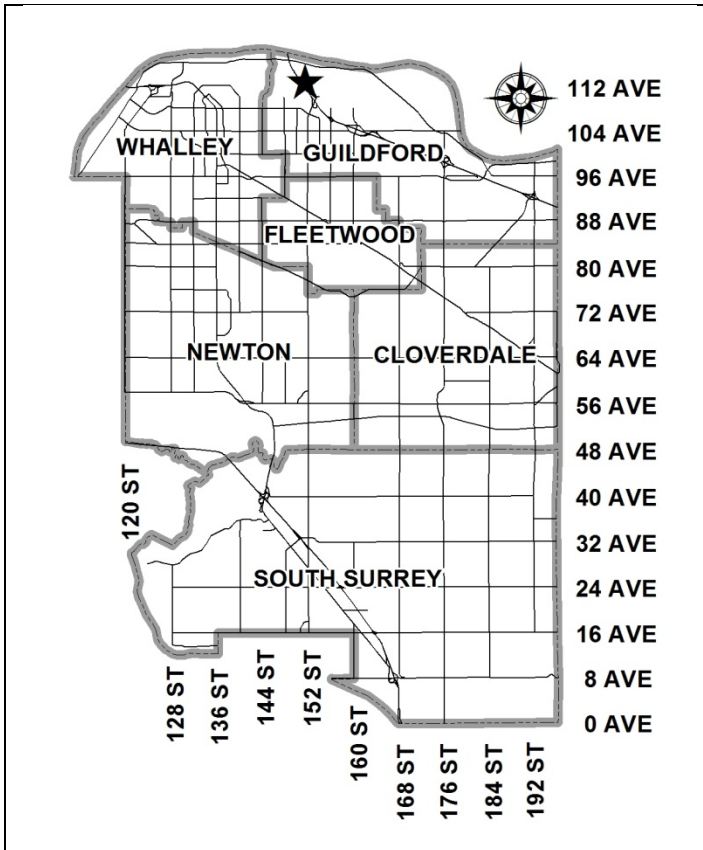 112 AVE
104 AVE
WHALLEY
GUILDFORD
96 AVE
88 AVE
FLEETWOOD
80 AVE
72 AVE
NEWTON
CLOVERDALE
64 AVE
56 AVE
48 AVE
120 ST
40 AVE
32 AVE
SOUTH SURREY
24 AVE
16 AVE
8 AVE
0 AVE
128 ST
136 ST
144 ST
152 ST
160 ST
168 ST
176 ST
184 ST
192 ST